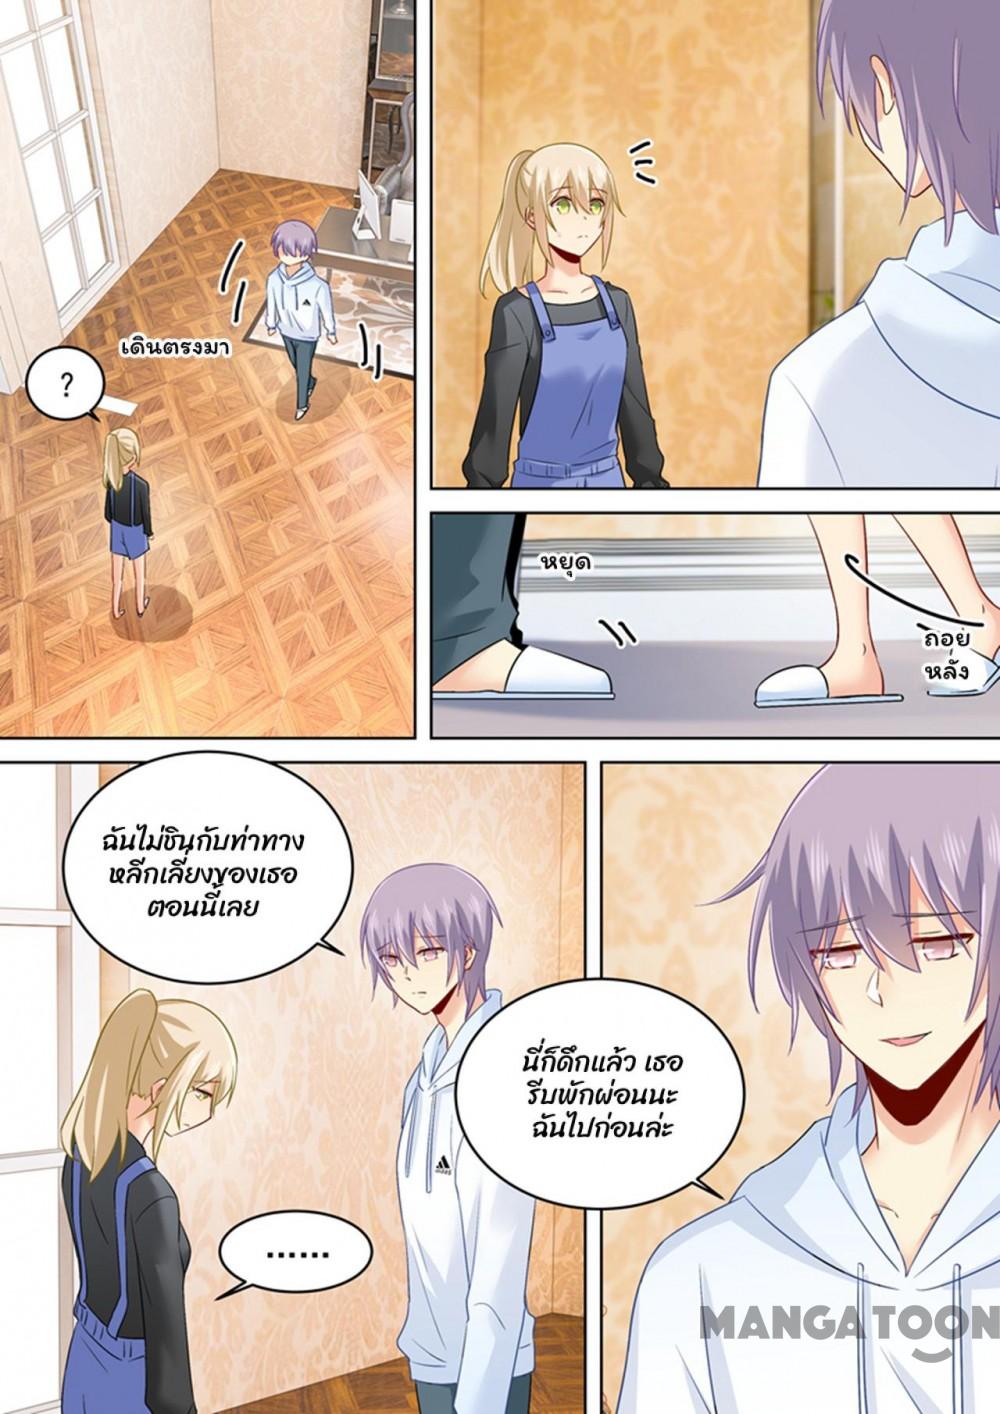 ?
เดินตรงมา
หยุด
ถอย
หลั่ง
ฉันไม่ชินกับท่าทาง
หลีกเลี่ยงของเธอ
ตอนนี้เลย
นี่ก็ดึกแล้ว เธอ
รีบพักผ่อนนะ
ฉันไปก่อนล่ะ
......
adidas
MANGATOON